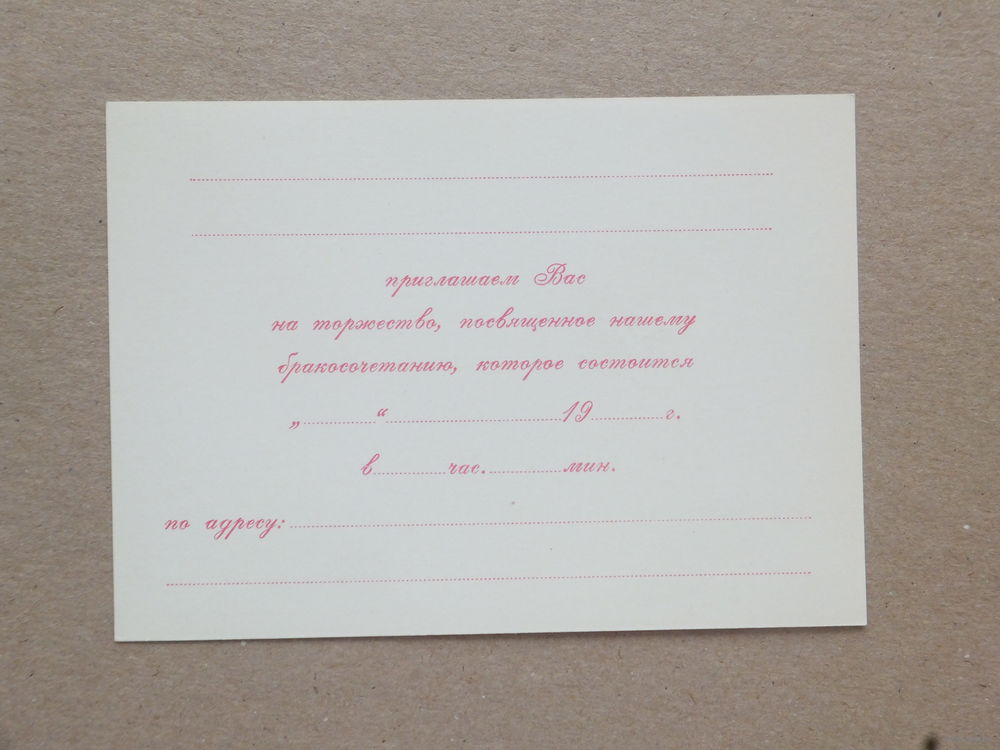 приглашаем Вас
на торжество, посвященное нашему
бракосочетанию, которое состоится
„..........“..............................19..........г.
в..........час...........мин.
по адресу: